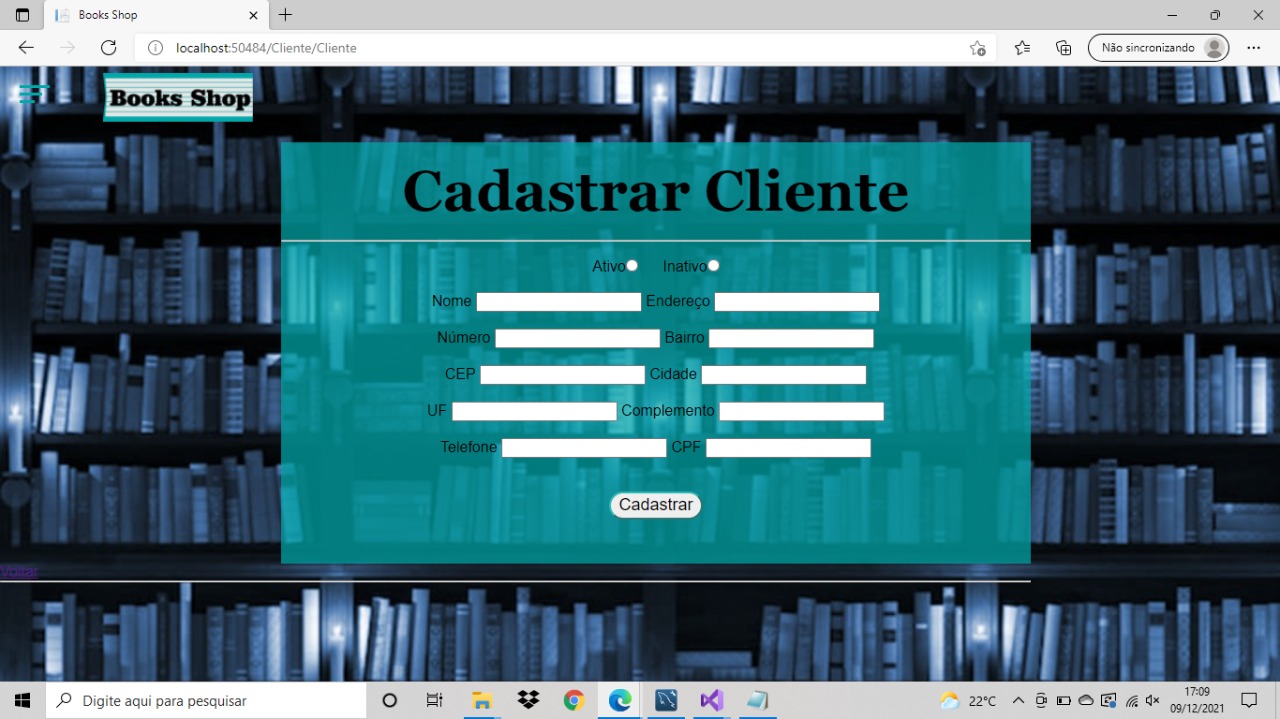 Books Shop
localhost:50484/Cliente/Cliente
Não sincronizando
Books Shop
Cadastrar Cliente
Ativo Inativo
Nome Endereço
Número Bairro
CEP Cidade
UF Complemento
Telefone CPF
Cadastrar
Voltar
Digite aqui para pesquisar
22°C
17:09
09/12/2021